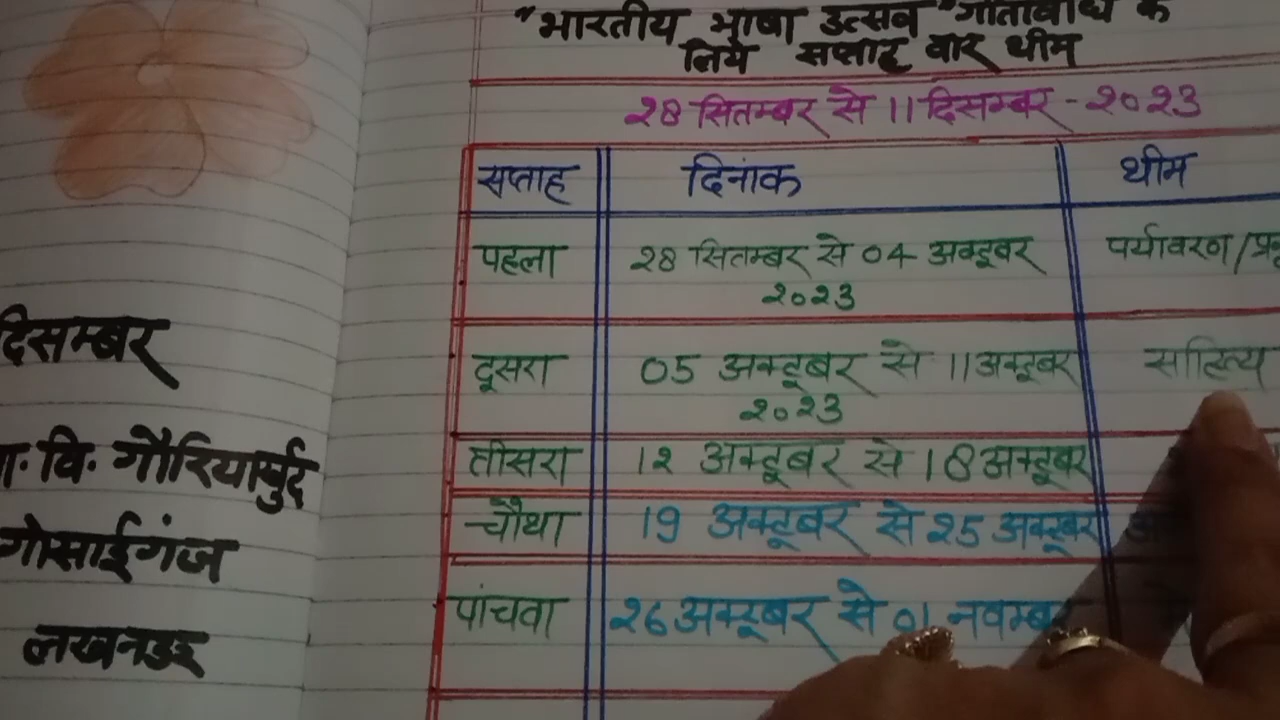 "भारतीय भाषा उत्सव" गतिविधि के
लिये सप्ताह वार थीम
28 सितम्बर से 11 दिसम्बर - 2023
सप्ताह दिनांक थीम
पहला 28 सितम्बर से 04 अक्टूबर पर्यावरण/
2023
दूसरा 05 अक्टूबर से 11 अक्टूबर साहित्य
2023
तीसरा 12 अक्टूबर से 18 अक्टूबर
चौथा 19 अक्टूबर से 25 अक्टूबर
पांचवा 26 अक्टूबर से 01 नवम्बर
दिसम्बर
वि. गौरियाखुर्द
गोसाईगंज
लखनऊ